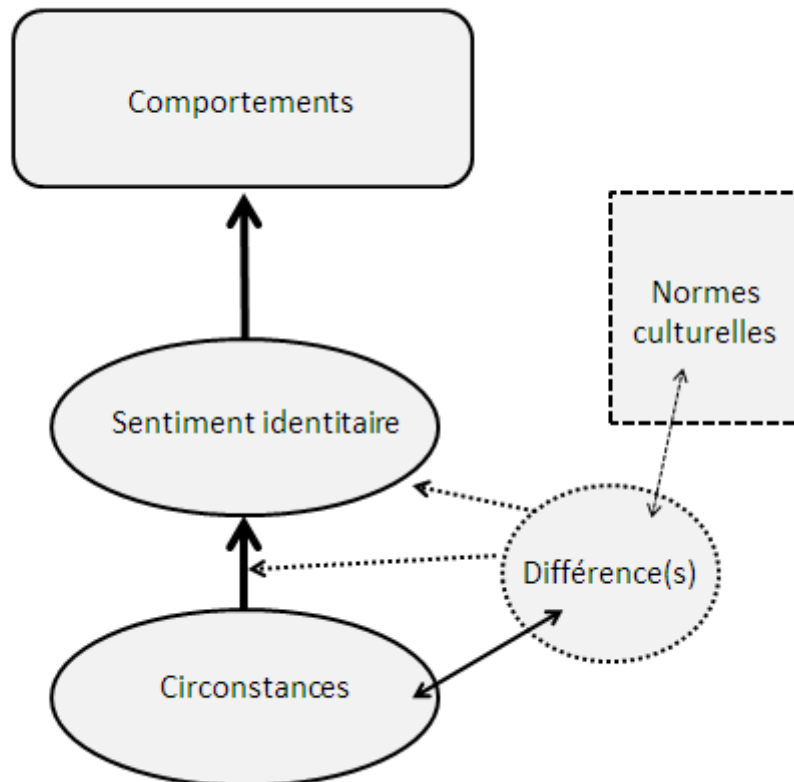 Comportements
Normes
culturelles
Sentiment identitaire
Différence(s)
Circonstances